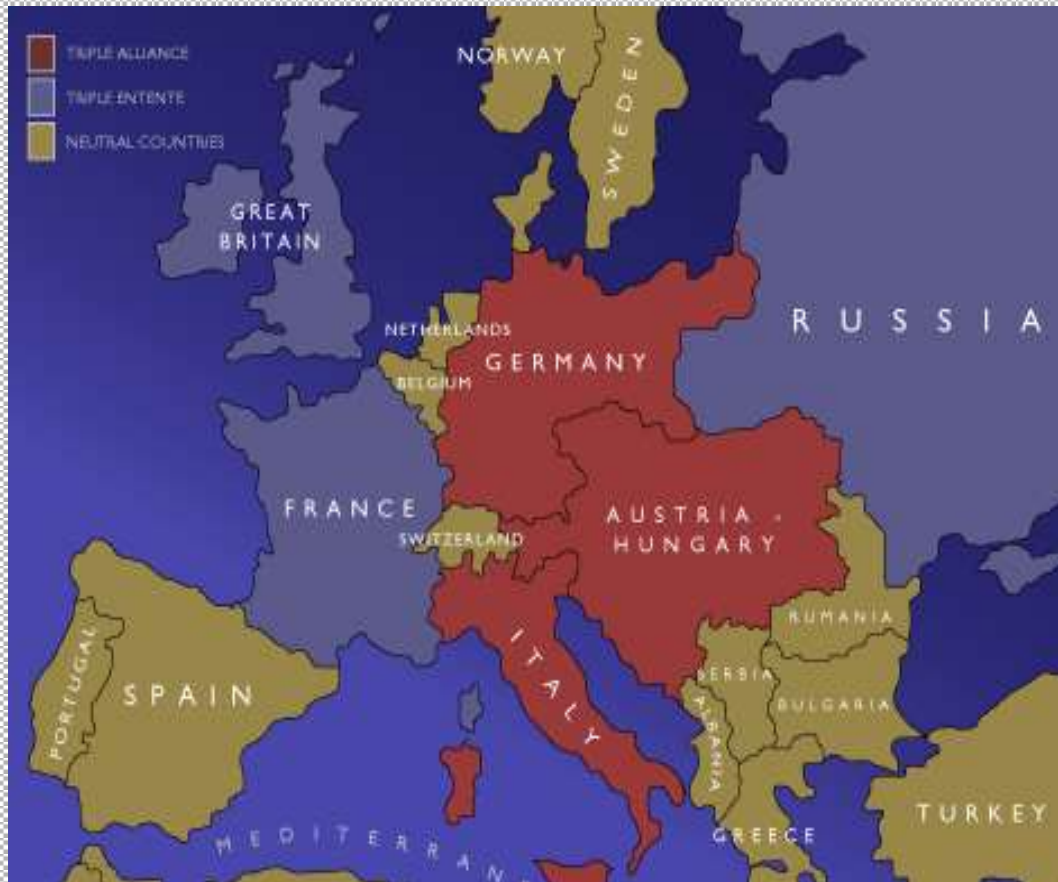 TRIPLE ALLIANCE
TRIPLE ENTENTE
NEUTRAL COUNTRIES
NORWAY
SWEDEN
GREAT
BRITAIN
RUSSIA
NETHERLANDS
GERMANY
BELGIUM
FRANCE
AUSTRIA -
HUNGARY
SWITZERLAND
RUMANIA
ITALY
PORTUGAL
SPAIN
SERBIA
BULGARIA
ALBANIA
TURKEY
GREECE
MEDITERRAN